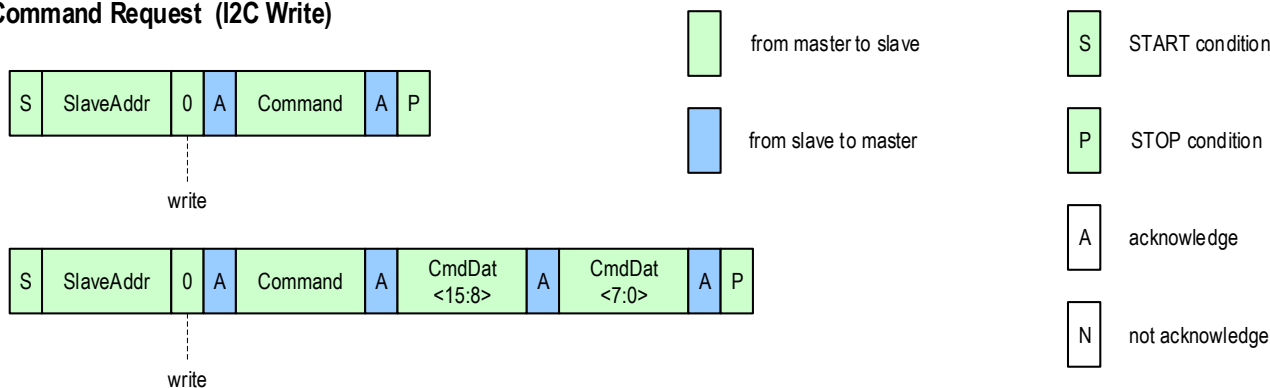 Command Request (I2C Write)
from master to slave
S START condition
S SlaveAddr 0 A Command A P
from slave to master
P STOP condition
write
A acknowledge
S SlaveAddr 0 A Command A CmdDat <15:8> A CmdDat <7:0> A P
N not acknowledge
write